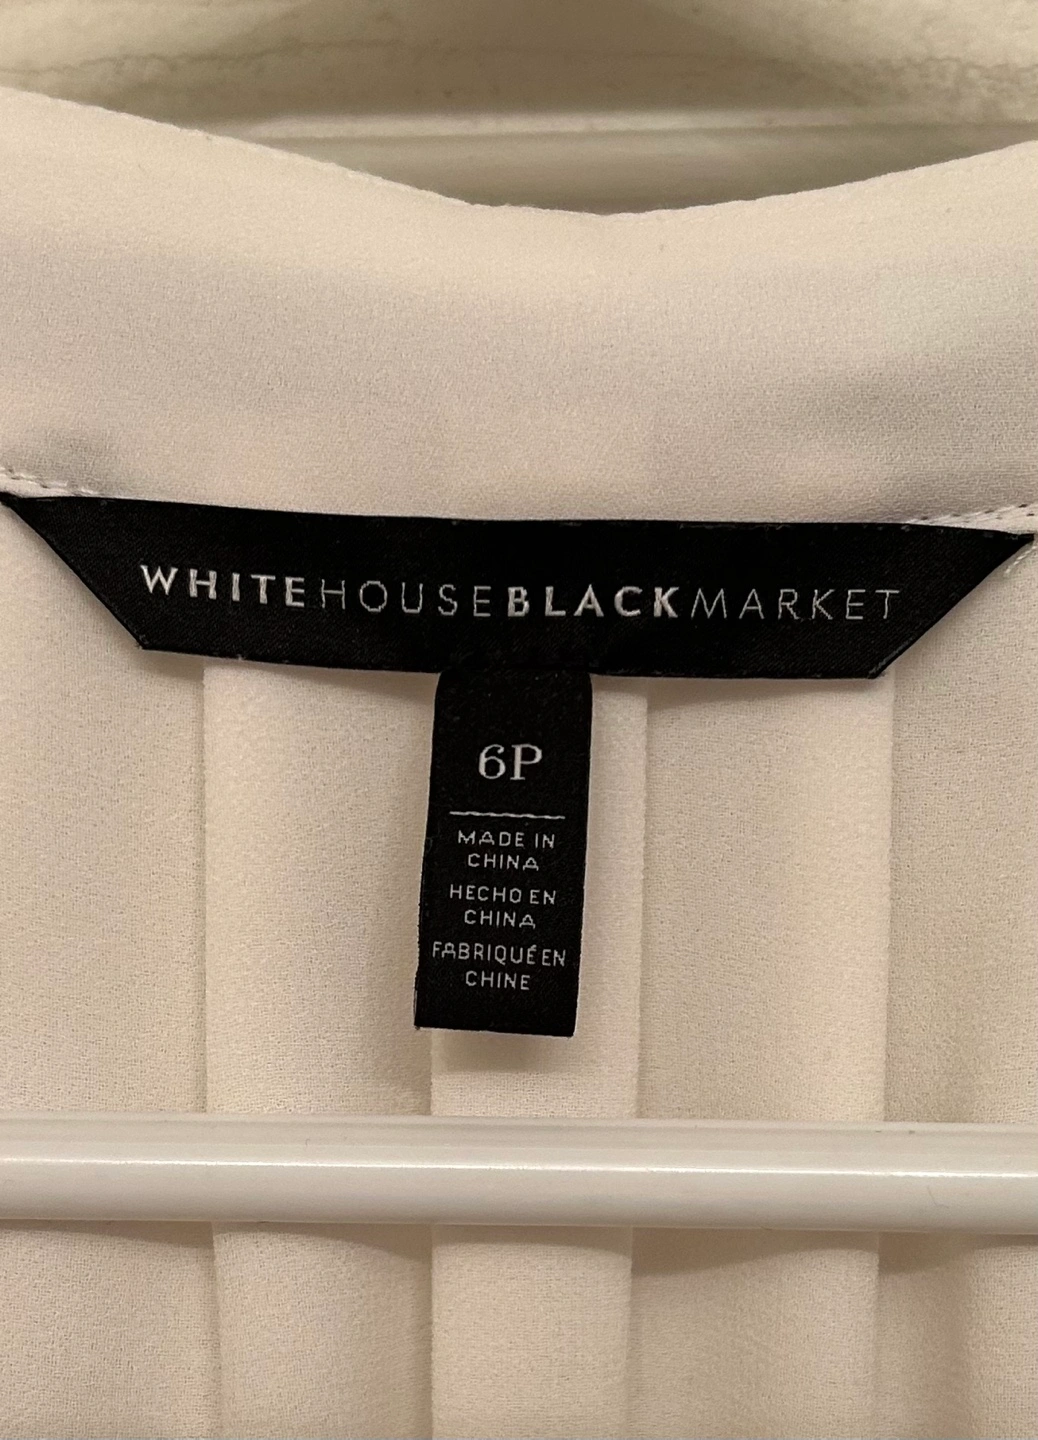 WHITEHOUSEBLACKMARKET
6P
MADE IN
CHINA
HECHO EN
CHINA
FABRIQUÉ EN
CHINE